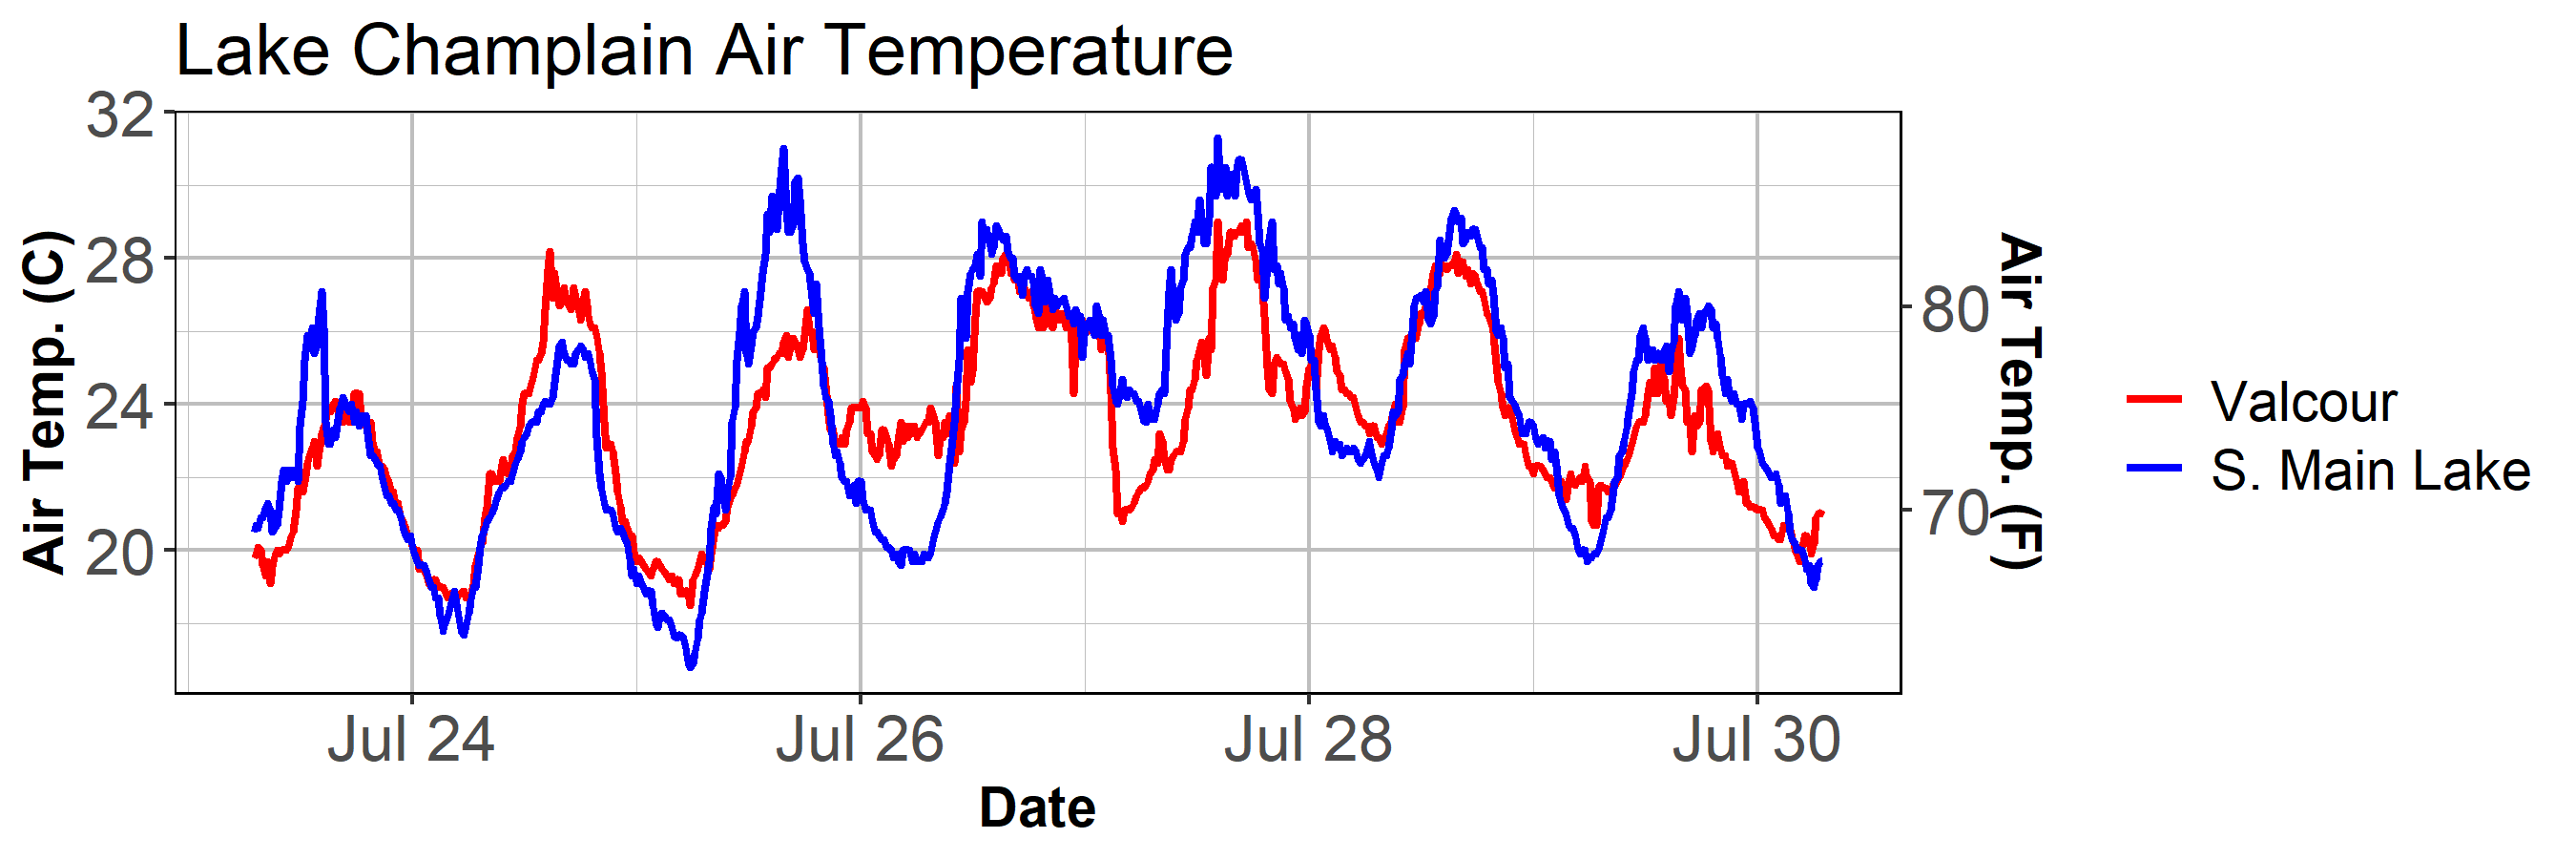 Lake Champlain Air Temperature
32
28
24
20
Air Temp. (C)
80
70
Air Temp. (F)
Jul 24
Jul 26
Jul 28
Jul 30
Date
Valcour
S. Main Lake